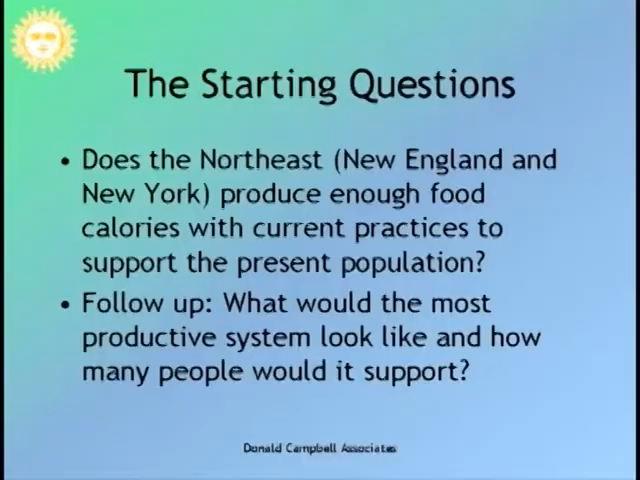 The Starting Questions
• Does the Northeast (New England and
New York) produce enough food
calories with current practices to
support the present population?
• Follow up: What would the most
productive system look like and how
many people would it support?
Donald Campbell Associates